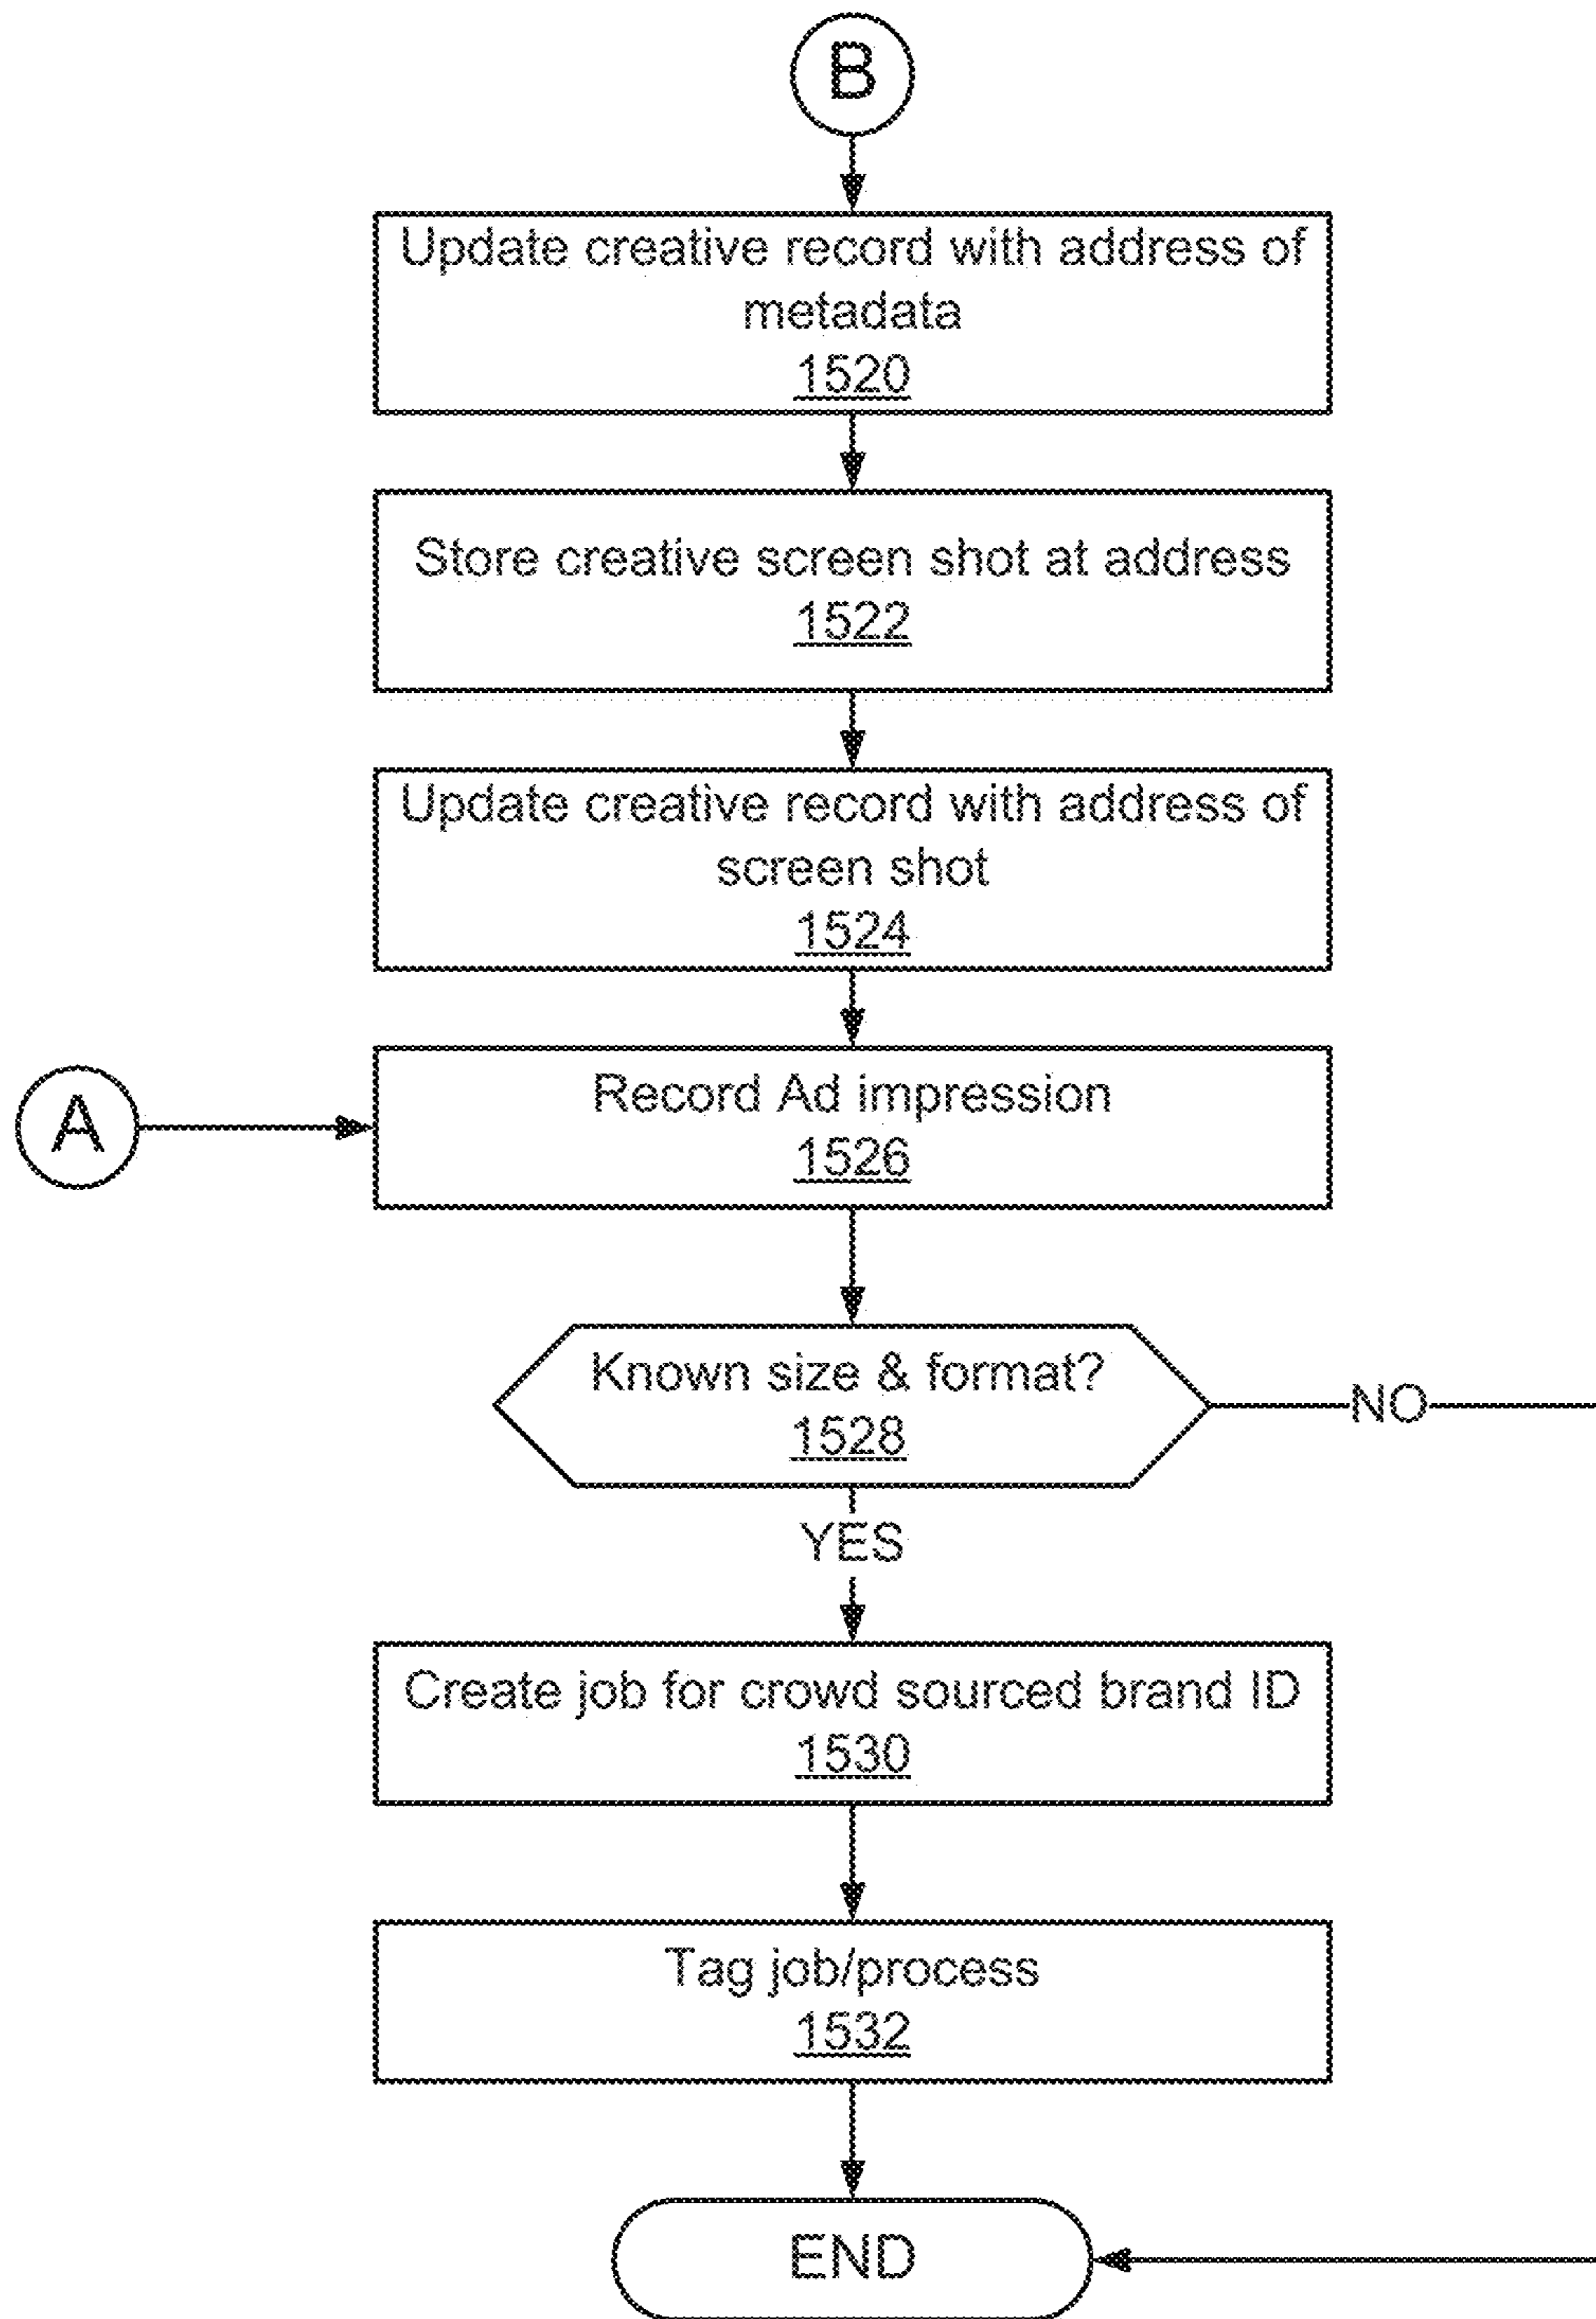 B
Update creative record with address of
metadata
1520
Store creative screen shot at address
1522
Update creative record with address of
screen shot
1524
A
Record Ad impression
1526
Known size & format?
1528
NO
YES
Create job for crowd sourced brand ID
1530
Tag job/process
1532
END